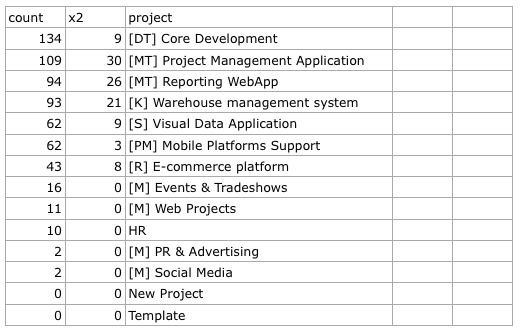 count x2 project
134 9 [DT] Core Development
109 30 [MT] Project Management Application
94 26 [MT] Reporting WebApp
93 21 [K] Warehouse management system
62 9 [S] Visual Data Application
62 3 [PM] Mobile Platforms Support
43 8 [R] E-commerce platform
16 0 [M] Events & Tradeshows
11 0 [M] Web Projects
10 0 HR
2 0 [M] PR & Advertising
2 0 [M] Social Media
0 0 New Project
0 0 Template